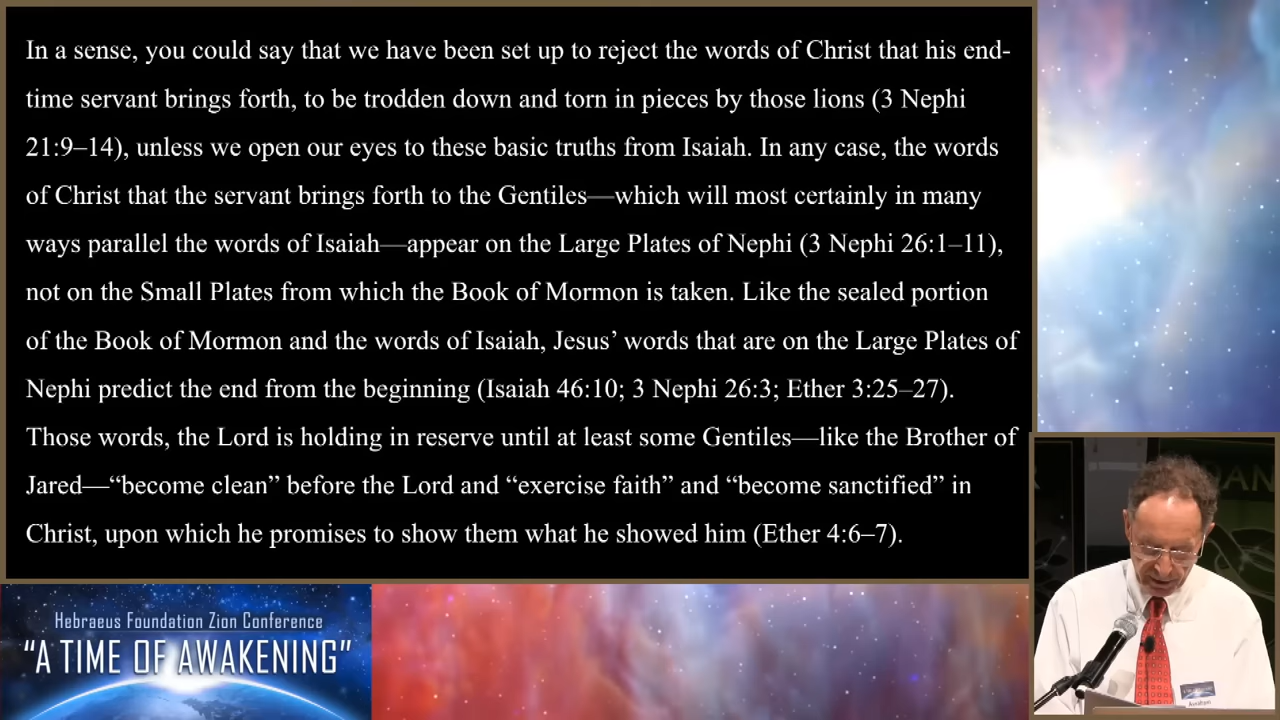 In a sense, you could say that we have been set up to reject the words of Christ that his end-
time servant brings forth, to be trodden down and torn in pieces by those lions (3 Nephi
21:9–14), unless we open our eyes to these basic truths from Isaiah. In any case, the words
of Christ that the servant brings forth to the Gentiles—which will most certainly in many
ways parallel the words of Isaiah—appear on the Large Plates of Nephi (3 Nephi 26:1–11),
not on the Small Plates from which the Book of Mormon is taken. Like the sealed portion
of the Book of Mormon and the words of Isaiah, Jesus’ words that are on the Large Plates of
Nephi predict the end from the beginning (Isaiah 46:10; 3 Nephi 26:3; Ether 3:25–27).
Those words, the Lord is holding in reserve until at least some Gentiles—like the Brother of
Jared—“become clean” before the Lord and “exercise faith” and “become sanctified” in
Christ, upon which he promises to show them what he showed him (Ether 4:6–7).
Hebraeus Foundation Zion Conference
“A TIME OF AWAKENING”